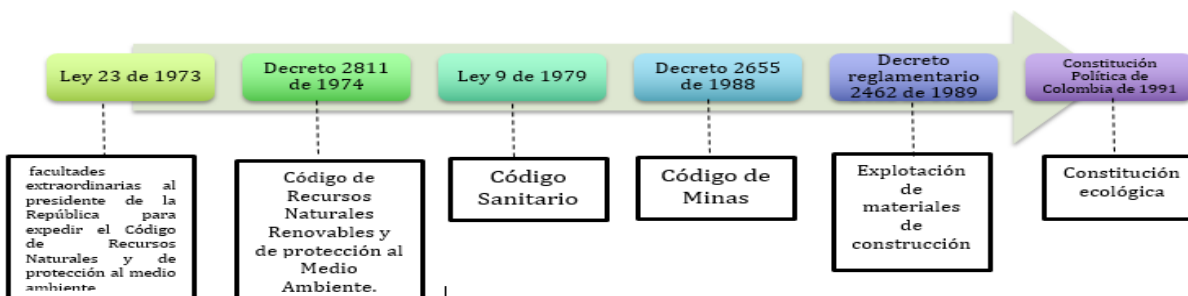 Ley 23 de 1973
Decreto 2811
de 1974
Ley 9 de 1979
Decreto 2655
de 1988
Decreto
reglamentario
2462 de 1989
Constitución
Política de
Colombia de 1991
facultades
extraordinarias al
presidente de la
República para
expedir el Código
de Recursos
Naturales y de
protección al medio
ambiente
Código de
Recursos
Naturales
Renovables y
de protección al
Medio
Ambiente.
Código
Sanitario
Código de
Minas
Explotación
de
materiales
de
construcción
Constitución
ecológica